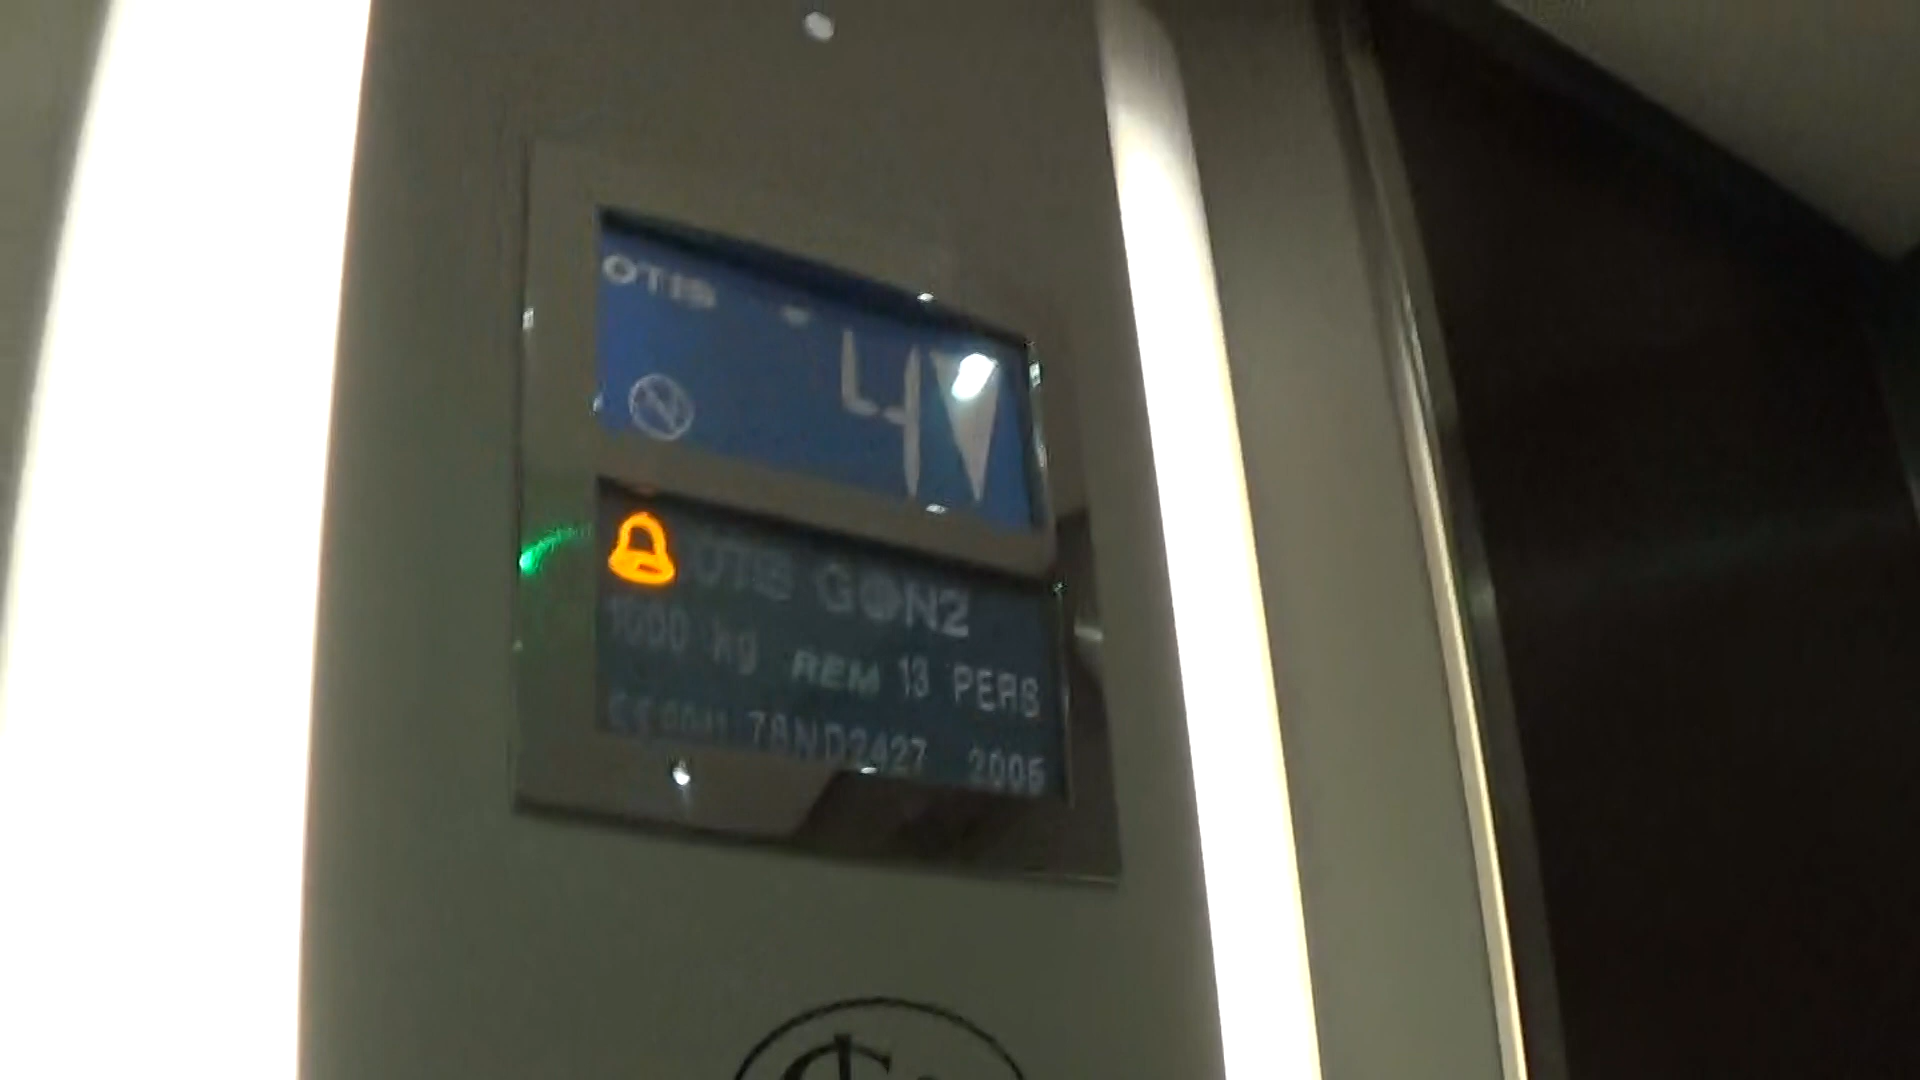 OTIS
4
OTIS GEN2
1000 kg REM 13 PERS
78ND2427 2006